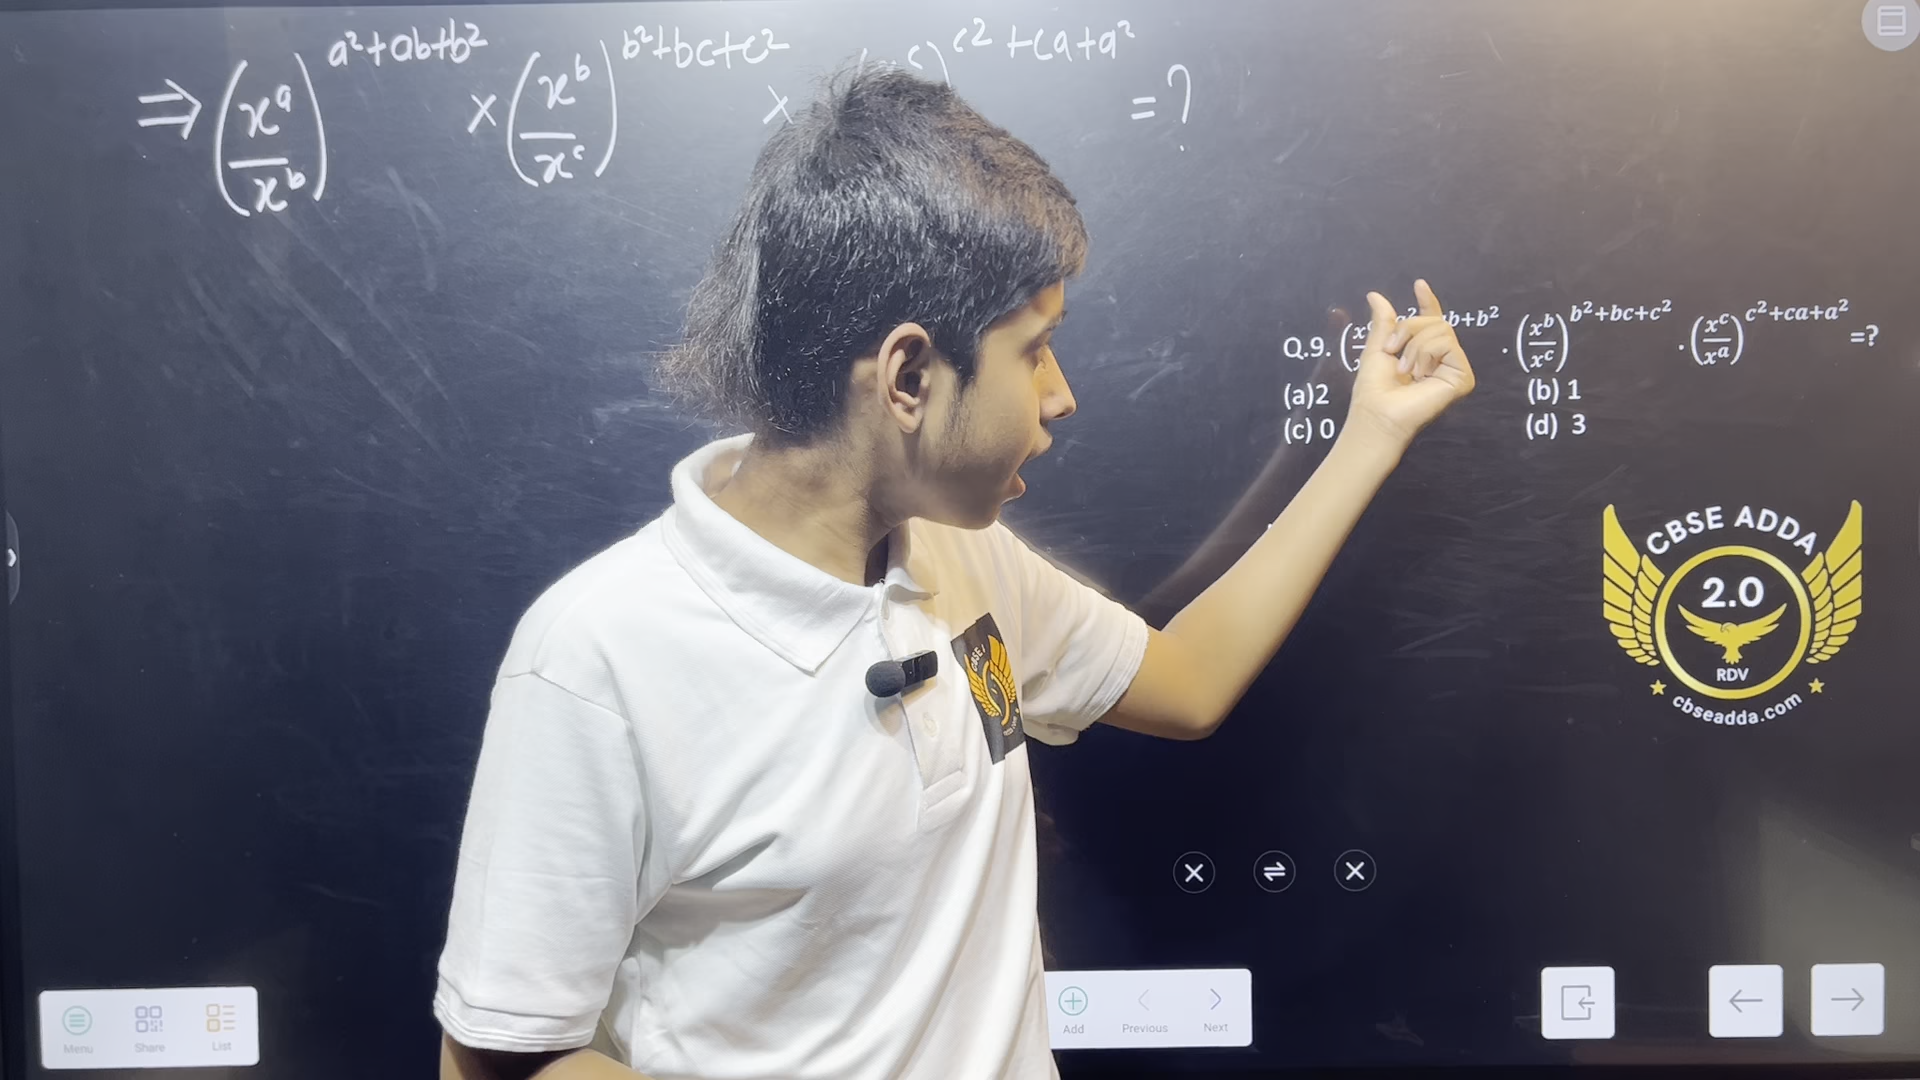 ⇒ (x^a/x^b)^{a²+ab+b²} × (x^b/x^c)^{b²+bc+c²} × c)^{c²+ca+a²} = ?
Q.9. (x b+b² · (x^b/x^c)^{b²+bc+c²} · (x^c/x^a)^{c²+ca+a²} =?
(a)2 (b) 1
(c) 0 (d) 3
CBSE ADDA
2.0
RDV
cbseadda.com
CBSE
Menu Share List
Add Previous Next